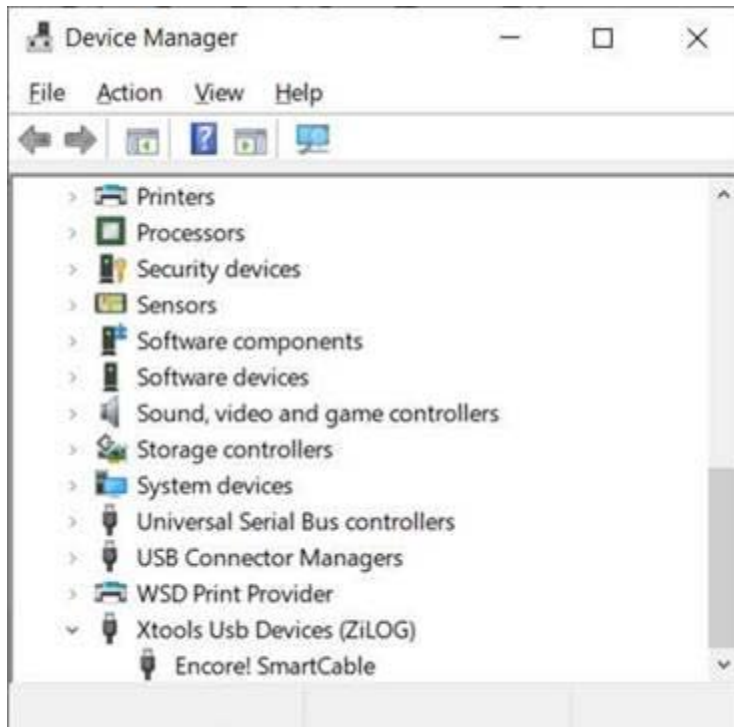 Device Manager
File Action View Help
Printers
Processors
Security devices
Sensors
Software components
Software devices
Sound, video and game controllers
Storage controllers
System devices
Universal Serial Bus controllers
USB Connector Managers
WSD Print Provider
Xtools Usb Devices (ZiLOG)
Encore! SmartCable